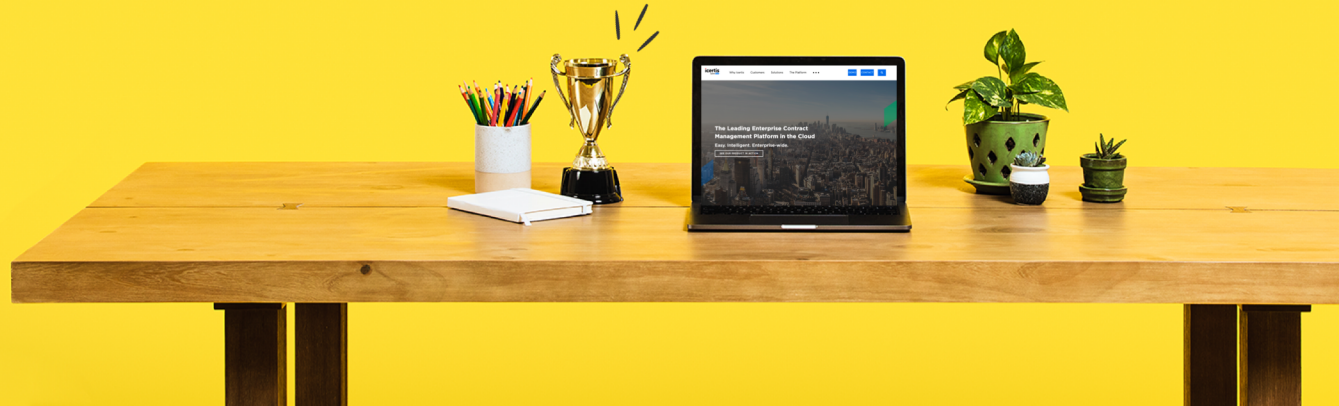 icertis
Why Icertis Customers Solutions The Platform
The Leading Enterprise Contract
Management Platform in the Cloud
Easy. Intelligent. Enterprise-wide.